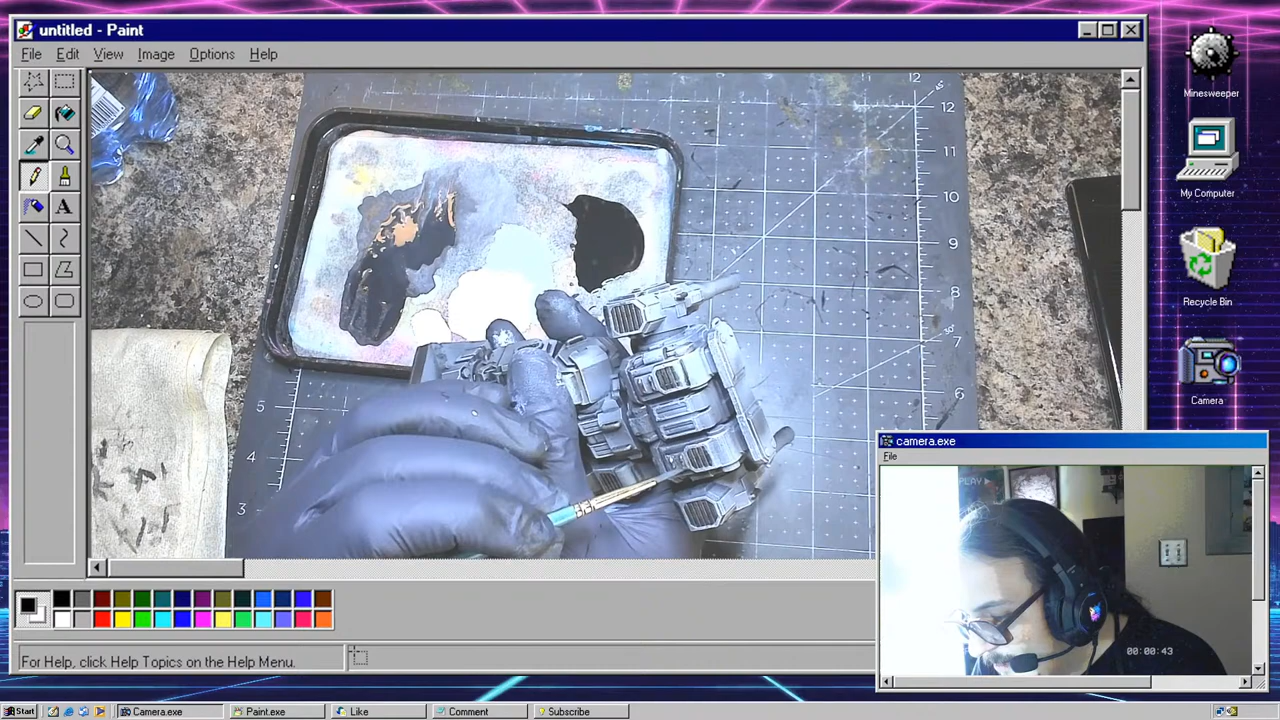 untitled - Paint
File Edit View Image Options Help
Minesweeper
My Computer
Recycle Bin
Camera
12
11
10
9
8
7
6
5
4
3
camera.exe
File
PLAY
00:00:43
For Help, click Help Topics on the Help Menu.
Start Camera.exe Paint.exe Like Comment Subscribe